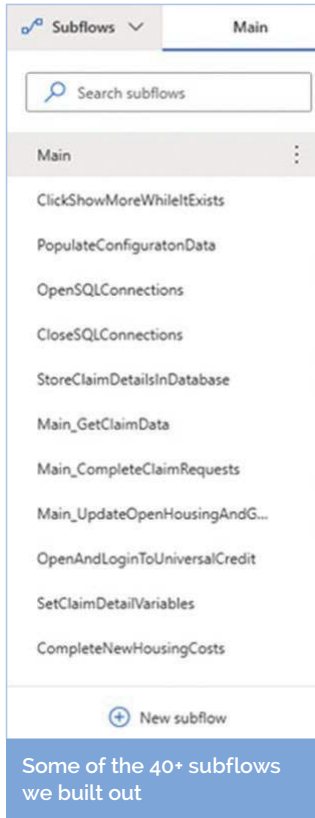 Subflows
Main
Search subflows
Main
ClickShowMoreWhileItExists
PopulateConfiguratonData
OpenSQLConnections
CloseSQLConnections
StoreClaimDetailsInDatabase
Main_GetClaimData
Main_CompleteClaimRequests
Main_UpdateOpenHousingAndG...
OpenAndLoginToUniversalCredit
SetClaimDetailVariables
CompleteNewHousingCosts
New subflow
Some of the 40+ subflows
we built out